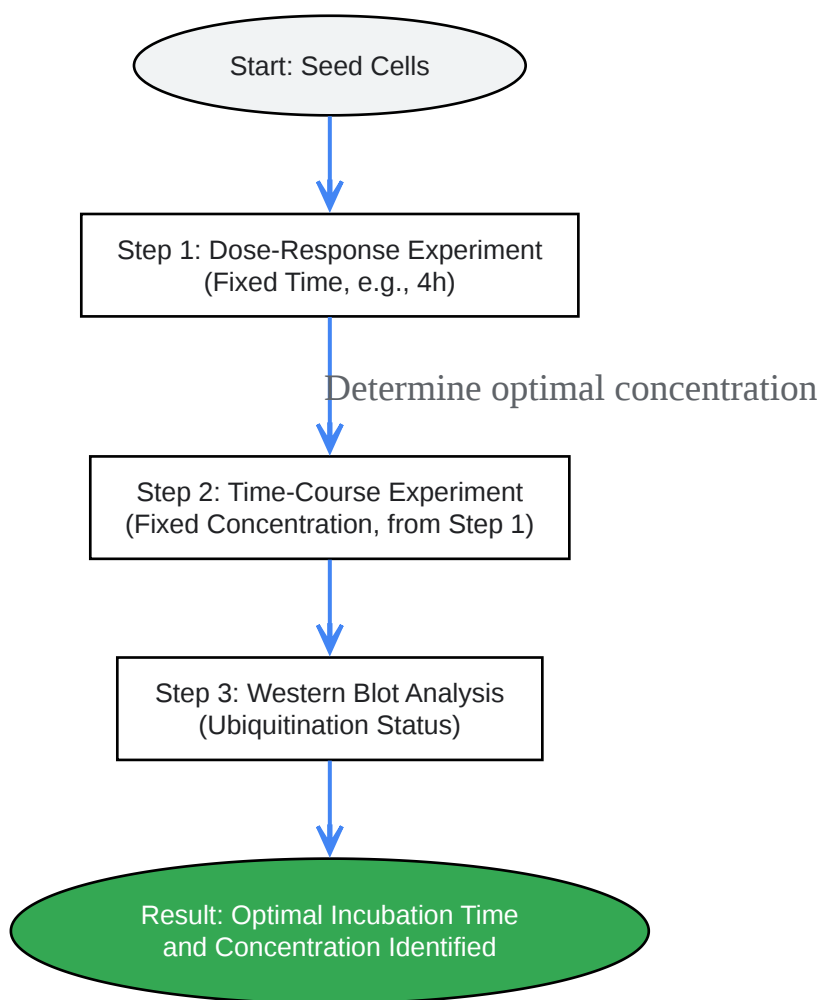 Start: Seed Cells
Step 1: Dose-Response Experiment
(Fixed Time, e.g., 4h)
Determine optimal concentration
Step 2: Time-Course Experiment
(Fixed Concentration, from Step 1)
Step 3: Western Blot Analysis
(Ubiquitination Status)
Result: Optimal Incubation Time
and Concentration Identified